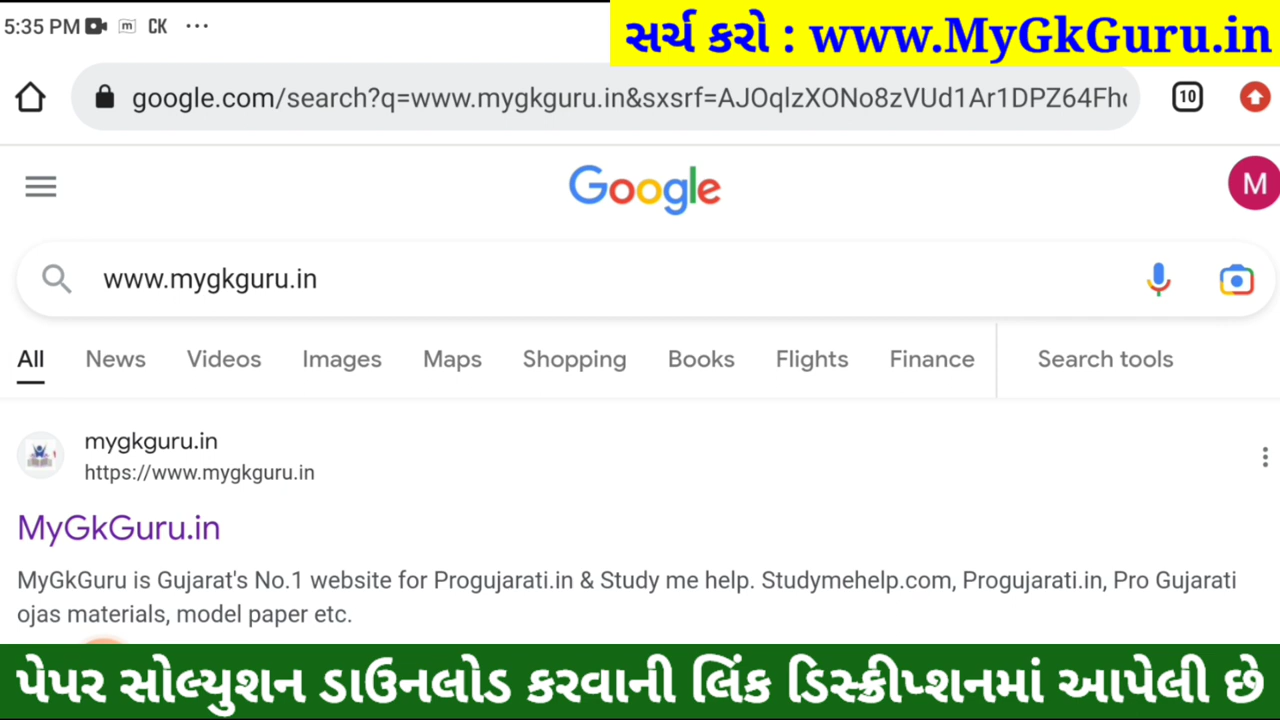 5:35 PM m CK ...
સર્ચ કરો : www.MyGkGuru.in
google.com/search?q=www.mygkguru.in&sxsrf=AJOqlzXONo8zVUd1Ar1DPZ64Fh
10
Google
M
www.mygkguru.in
All News Videos Images Maps Shopping Books Flights Finance Search tools
mygkguru.in
https://www.mygkguru.in
MyGkGuru.in
MyGkGuru is Gujarat's No.1 website for Progujarati.in & Study me help. Studymehelp.com, Progujarati.in, Pro Gujarati
ojas materials, model paper etc.
પેપર સોલ્યુશન ડાઉનલોડ કરવાની લિંક ડિસ્ક્રીપ્શનમાં આપેલી છે